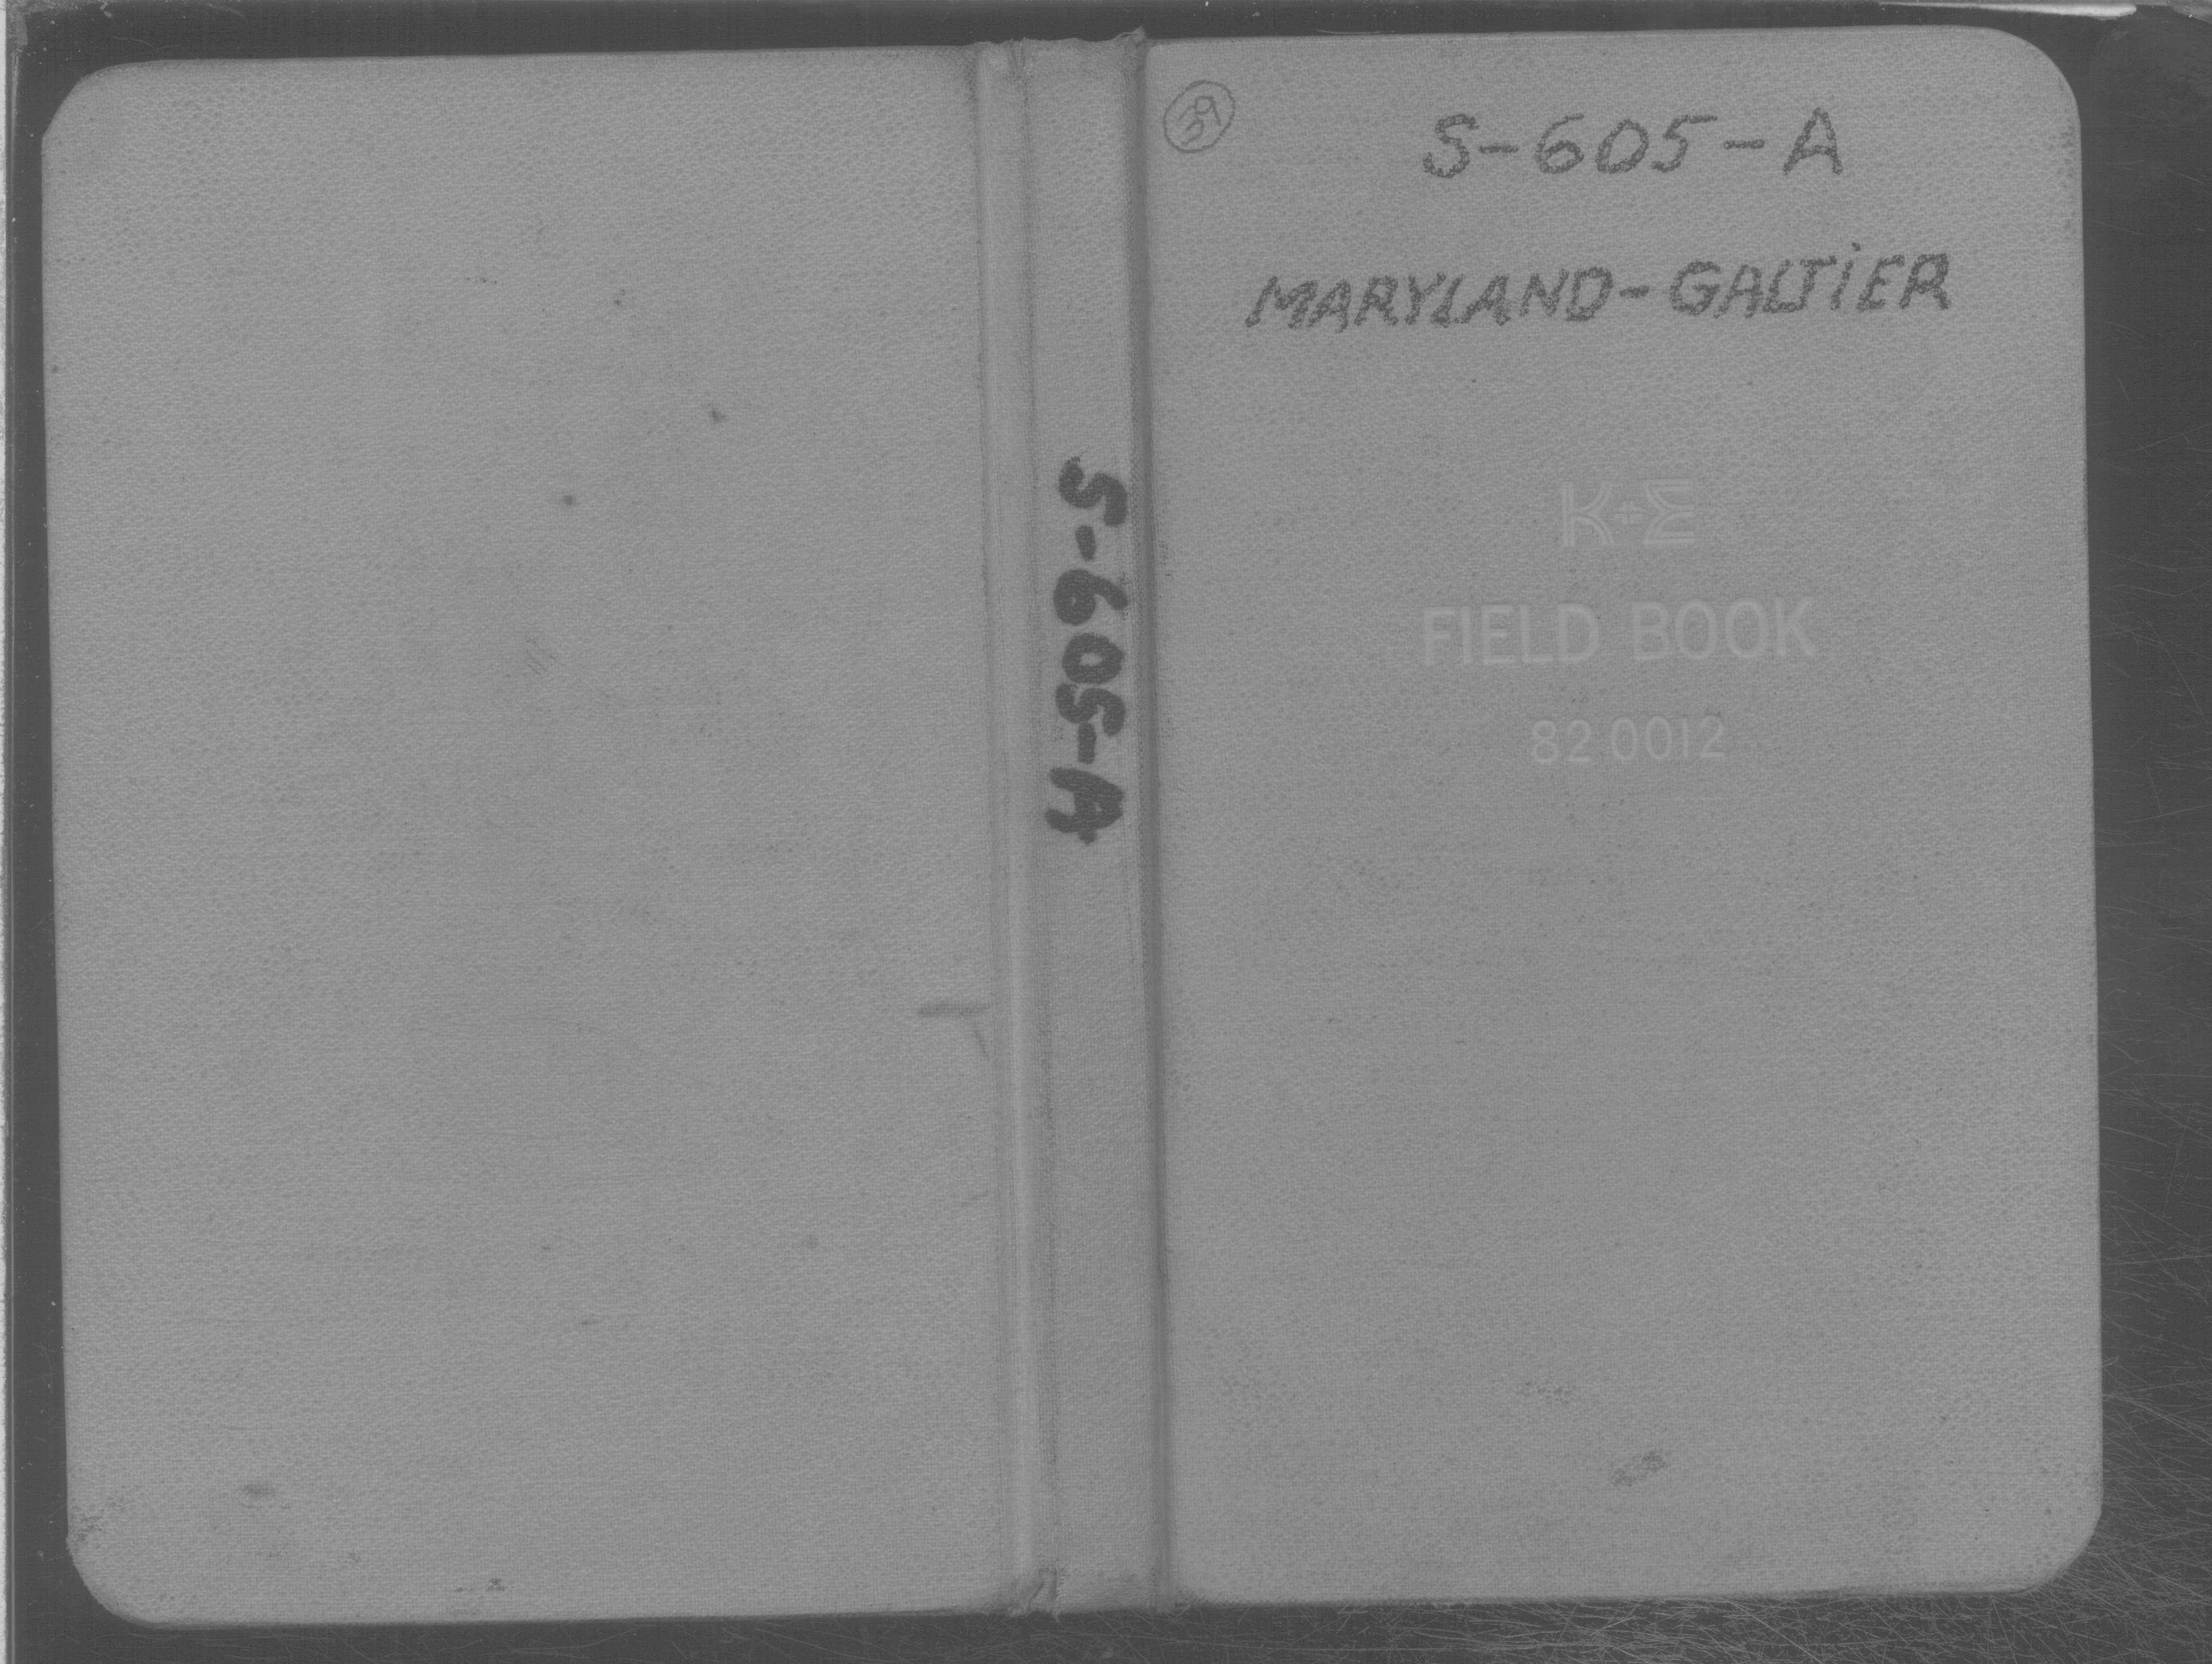 S-605-A
39
S-605-A
MARYLAND-GALTIER
K+E
FIELD BOOK
82 0012